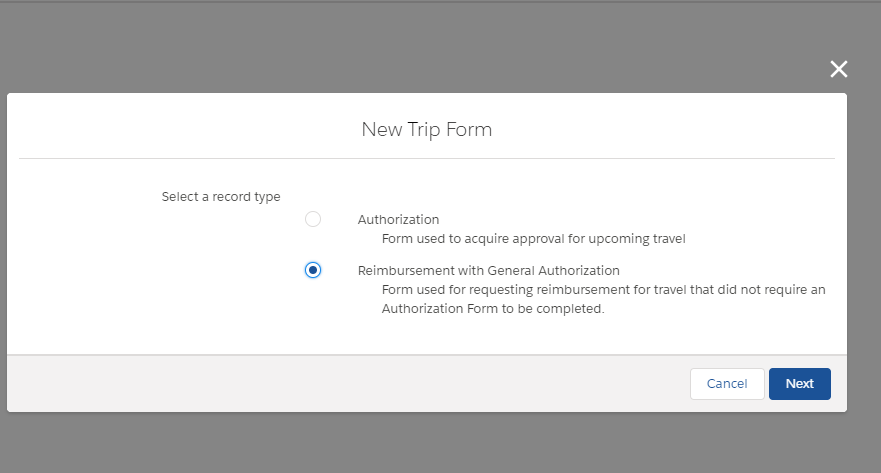 New Trip Form
Select a record type
Authorization
Form used to acquire approval for upcoming travel
Reimbursement with General Authorization
Form used for requesting reimbursement for travel that did not require an
Authorization Form to be completed.
Cancel
Next